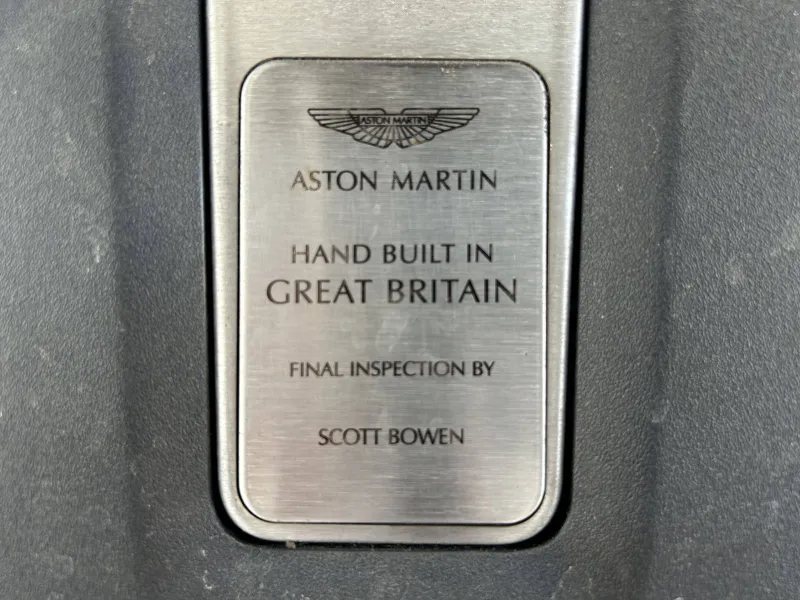 ASTON MARTIN
ASTON MARTIN
HAND BUILT IN
GREAT BRITAIN
FINAL INSPECTION BY
SCOTT BOWEN